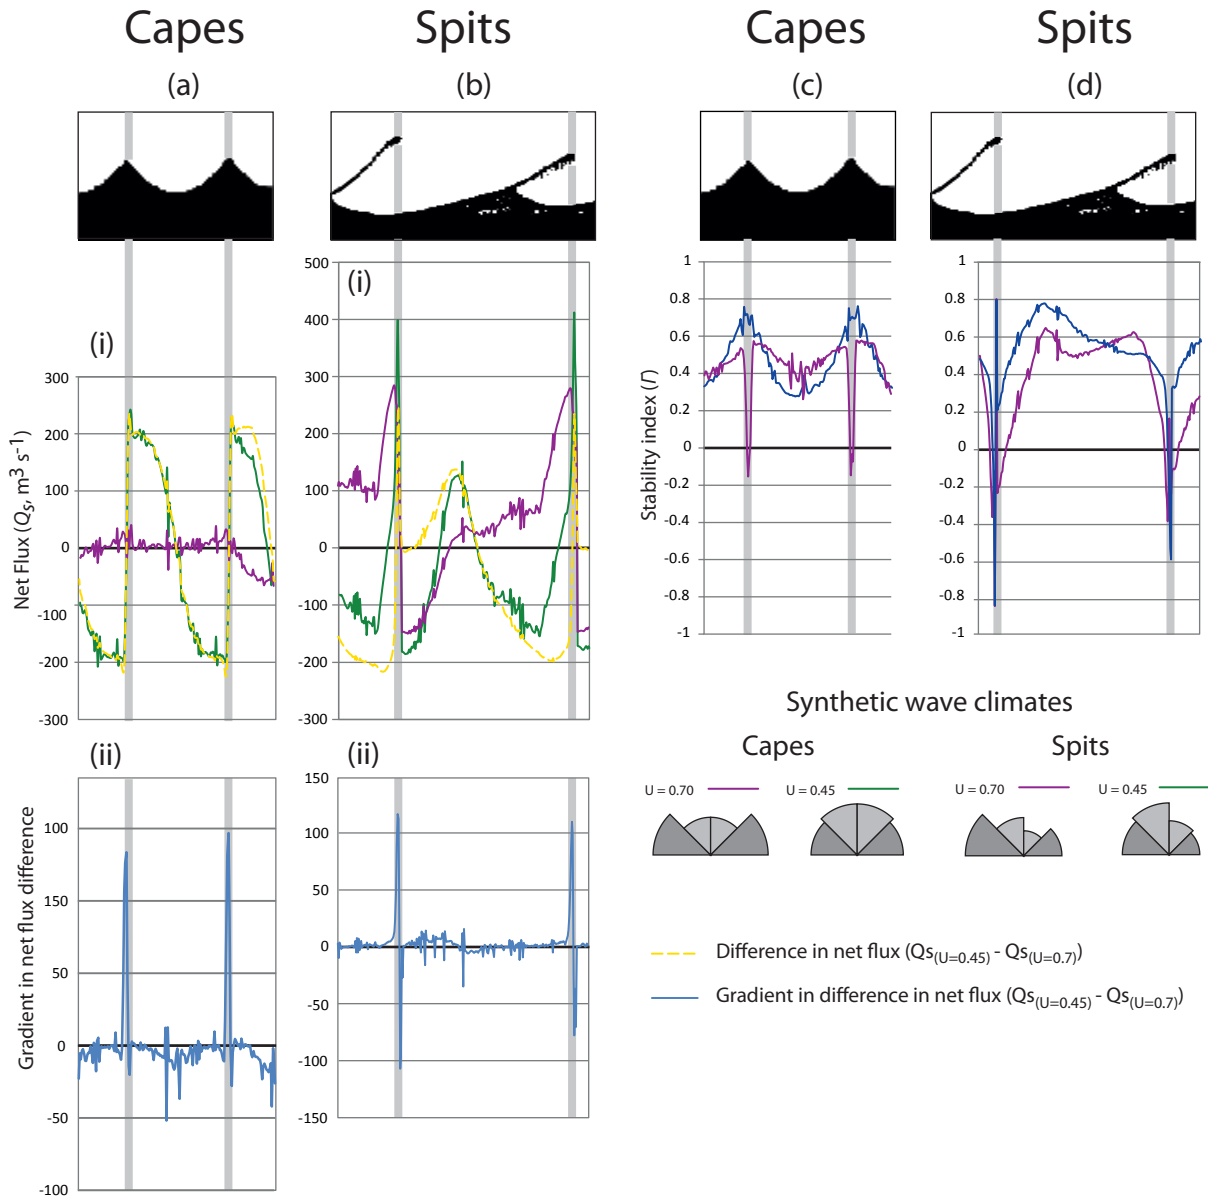 Capes
Spits
Capes
Spits
(a)
(b)
(c)
(d)
(i)
300
200
100
0
-100
-200
-300
Net Flux (Qs, m3 s-1)
(i)
500
400
300
200
100
0
-100
-200
-300
1
0.8
0.6
0.4
0.2
0
-0.2
-0.4
-0.6
-0.8
-1
Stability index (Γ)
1
0.8
0.6
0.4
0.2
0
-0.2
-0.4
-0.6
-0.8
-1
(ii)
100
150
50
0
-50
-100
Gradient in net flux difference
(ii)
150
100
50
0
-50
-100
-150
Synthetic wave climates
Capes
Spits
U = 0.70
U = 0.45
U = 0.70
U = 0.45
Difference in net flux (Qs(U=0.45) - Qs(U=0.7))
Gradient in difference in net flux (Qs(U=0.45) - Qs(U=0.7))